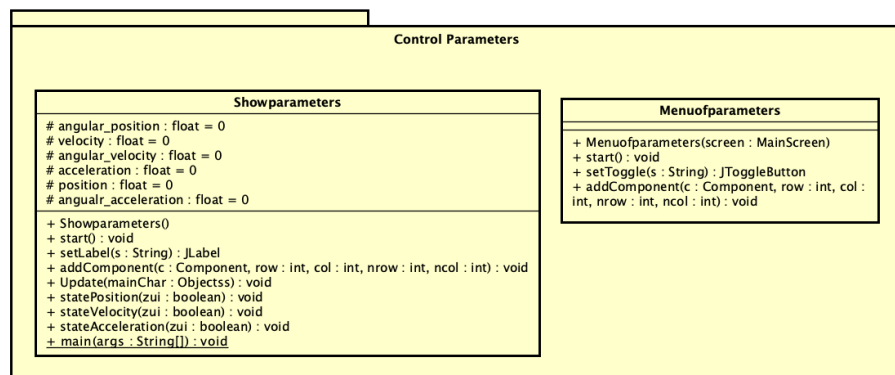 Control Parameters
Showparameters
# angular_position : float = 0
# velocity : float = 0
# angular_velocity : float = 0
# acceleration : float = 0
# position : float = 0
# angualr_acceleration : float = 0
+ Showparameters()
+ start() : void
+ setLabel(s : String) : JLabel
+ addComponent(c : Component, row : int, col : int, nrow : int, ncol : int) : void
+ Update(mainChar : Objectss) : void
+ statePosition(zui : boolean) : void
+ stateVelocity(zui : boolean) : void
+ stateAcceleration(zui : boolean) : void
+ main(args : String[]) : void
Menuofparameters
+ Menuofparameters(screen : MainScreen)
+ start() : void
+ setToggle(s : String) : JToggleButton
+ addComponent(c : Component, row : int, col :
int, nrow : int, ncol : int) : void